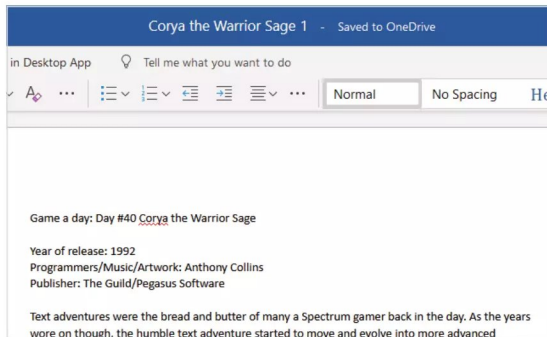 Corya the Warrior Sage 1 - Saved to OneDrive
in Desktop App Tell me what you want to do
Normal No Spacing He
Game a day: Day #40 Corya the Warrior Sage
Year of release: 1992
Programmers/Music/Artwork: Anthony Collins
Publisher: The Guild/Pegasus Software
Text adventures were the bread and butter of many a Spectrum gamer back in the day. As the years
wore on though, the humble text adventure started to move and evolve into more advanced